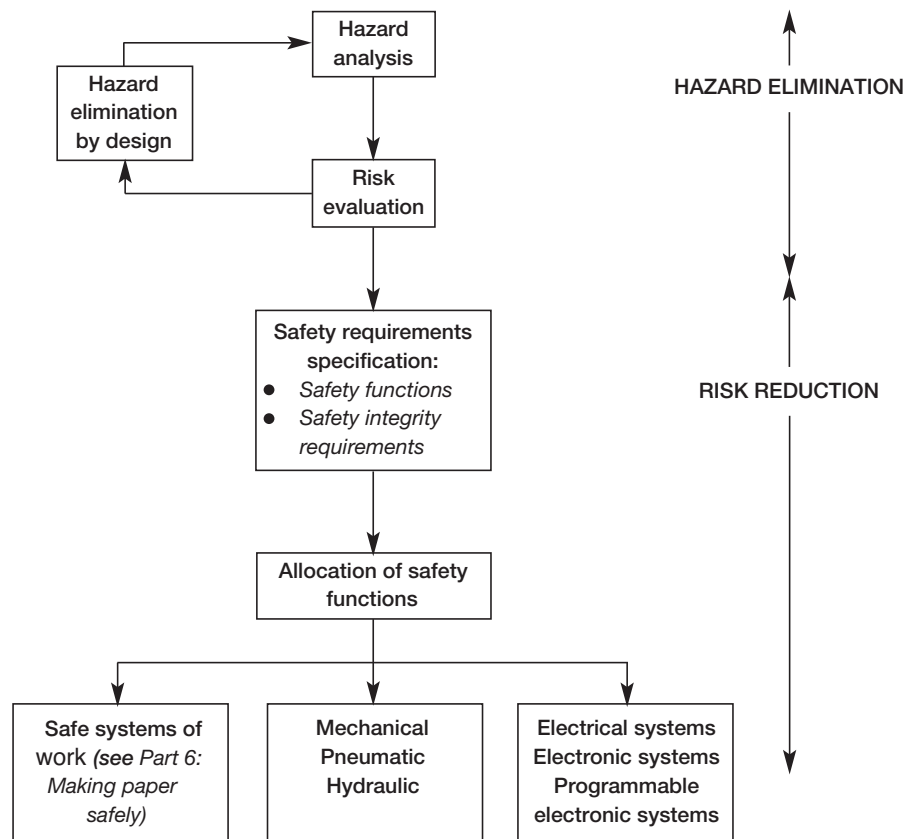 Hazard
analysis
HAZARD ELIMINATION
Hazard
elimination
by design
Risk
evaluation
Safety requirements
specification:
● Safety functions
● Safety integrity
requirements
RISK REDUCTION
Allocation of safety
functions
Safe systems of
work (see Part 6:
Making paper
safely)
Mechanical
Pneumatic
Hydraulic
Electrical systems
Electronic systems
Programmable
electronic systems